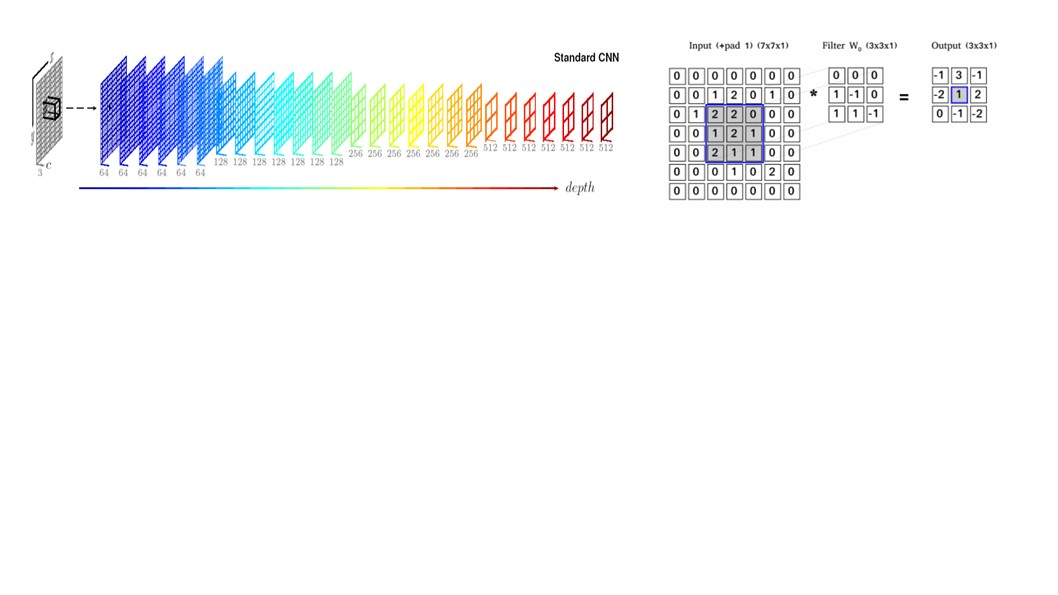 Standard CNN
f
c
3
64 64 64 64 64 64
128 128 128 128 128 128 128
256 256 256 256 256 256 256
512 512 512 512 512 512 512
depth
Input (+pad 1) (7x7x1)
0 0 0 0 0 0 0
0 0 1 2 0 1 0
0 1 2 2 0 0 0
0 0 1 2 1 0 0
0 0 2 1 1 0 0
0 0 0 1 0 2 0
0 0 0 0 0 0 0
*
Filter W0 (3x3x1)
0 0 0
1 -1 0
1 1 -1
=
Output (3x3x1)
-1 3 -1
-2 1 2
0 -1 -2